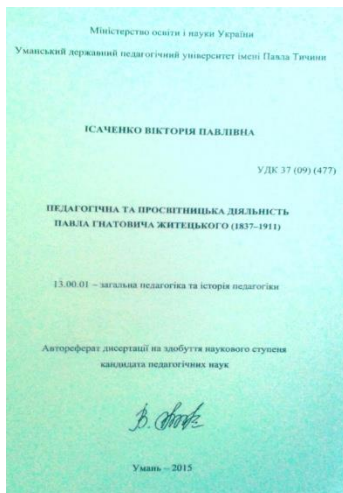 Міністерство освіти і науки України
Уманський державний педагогічний університет імені Павла Тичини
ІСАЧЕНКО ВІКТОРІЯ ПАВЛІВНА
УДК 37 (09) (477)
ПЕДАГОГІЧНА ТА ПРОСВІТНИЦЬКА ДІЯЛЬНІСТЬ
ПАВЛА ГНАТОВИЧА ЖИТЕЦЬКОГО (1837–1911)
13.00.01 – загальна педагогіка та історія педагогіки
Автореферат дисертації на здобуття наукового ступеня
кандидата педагогічних наук
Умань – 2015